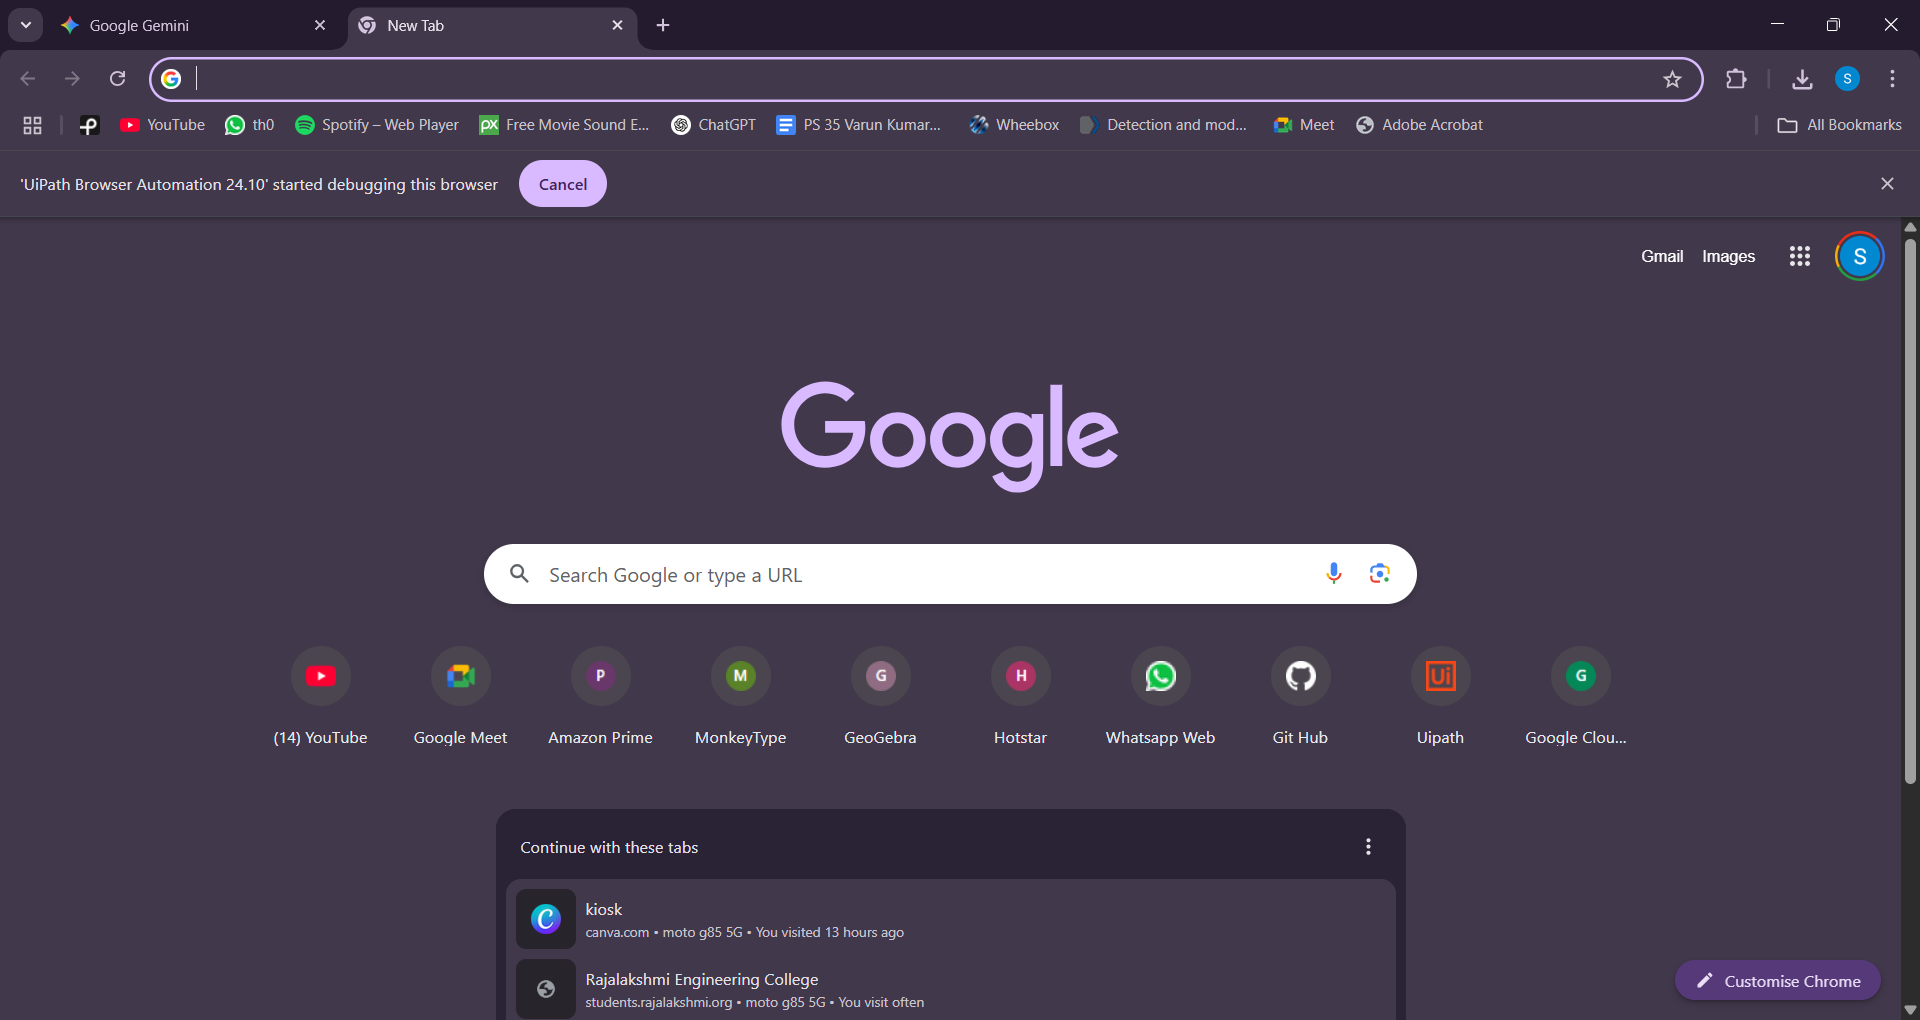 Google Gemini
New Tab
G
S
YouTube
th0
Spotify – Web Player
px Free Movie Sound E...
ChatGPT
PS 35 Varun Kumar...
Wheebox
Detection and mod...
Meet
Adobe Acrobat
All Bookmarks
'UiPath Browser Automation 24.10' started debugging this browser
Cancel
Gmail
Images
S
Google
Search Google or type a URL
P
M
G
H
Ui
G
(14) YouTube
Google Meet
Amazon Prime
MonkeyType
GeoGebra
Hotstar
Whatsapp Web
Git Hub
Uipath
Google Clou...
Continue with these tabs
C
kiosk
canva.com • moto g85 5G • You visited 13 hours ago
Rajalakshmi Engineering College
students.rajalakshmi.org • moto g85 5G • You visit often
Customise Chrome